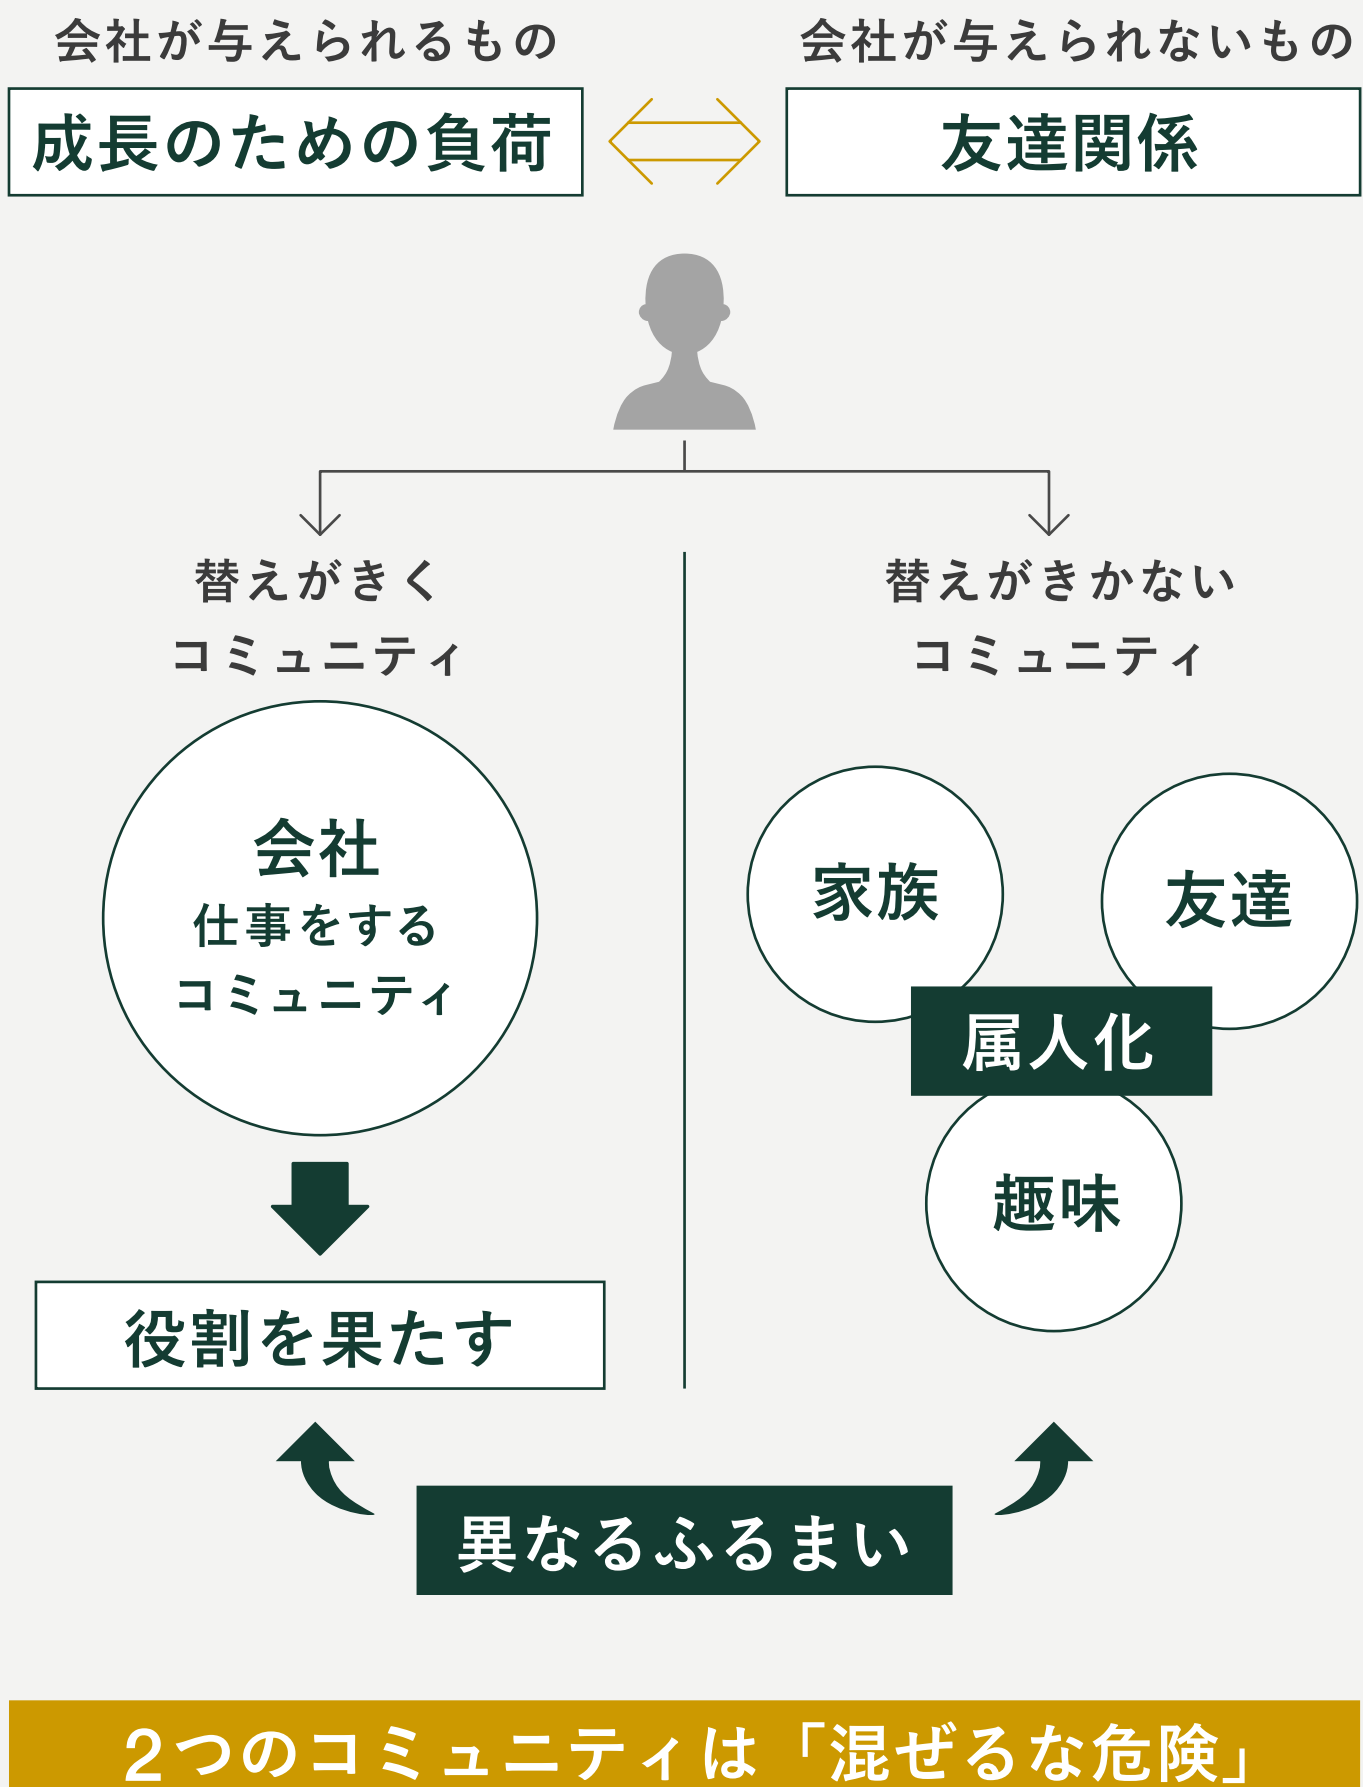 会社が与えられるもの
成長のための負荷
会社が与えられないもの
友達関係
替えがきく
コミュニティ
会社
仕事をする
コミュニティ
役割を果たす
替えがきかない
コミュニティ
家族
友達
属人化
趣味
異なるふるまい
２つのコミュニティは「混ぜるな危険」